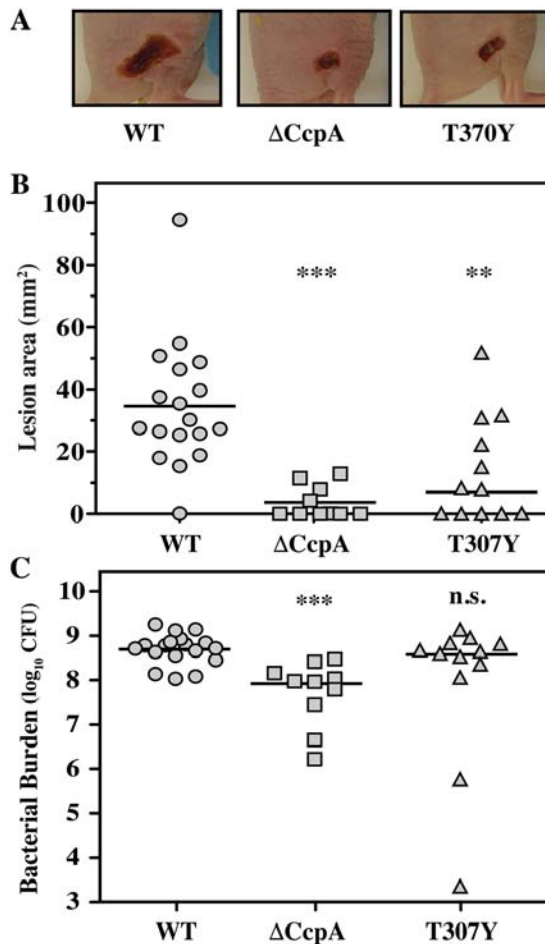 A
WT
ΔCcpA
T370Y
B
Lesion area (mm²)
100
80
60
40
20
0
***
**
WT
ΔCcpA
T307Y
C
Bacterial Burden (log₁₀ CFU)
10
9
8
7
6
5
4
3
***
n.s.
WT
ΔCcpA
T307Y